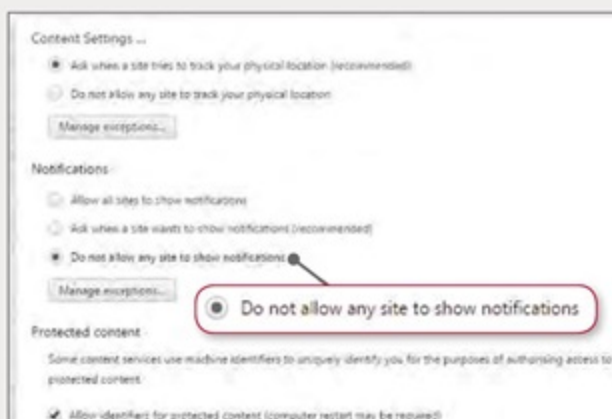 Content Settings ...
Ask when a site tries to track your physical location (recommended)
Do not allow any site to track your physical location
Manage exceptions...
Notifications
Allow all sites to show notifications
Ask when a site wants to show notifications (recommended)
Do not allow any site to show notifications
Manage exceptions...
Do not allow any site to show notifications
Protected content
Some content services use machine identifiers to uniquely identify you for the purposes of authorising access to
protected content.
Allow identifiers for protected content (computer restart may be required)